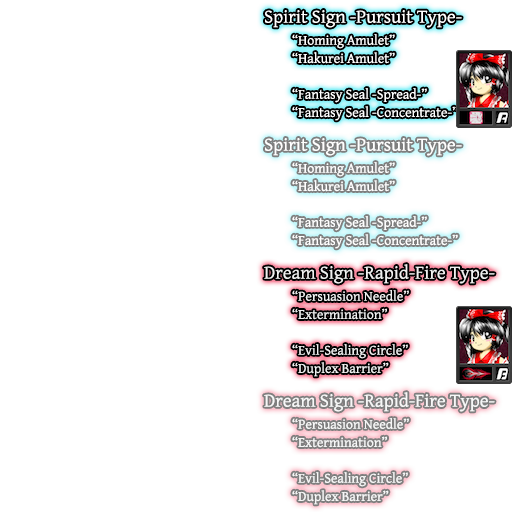 Spirit Sign -Pursuit Type-
“Homing Amulet”
“Hakurei Amulet”
“Fantasy Seal -Spread-”
“Fantasy Seal -Concentrate-”
A
Spirit Sign -Pursuit Type-
“Homing Amulet”
“Hakurei Amulet”
“Fantasy Seal -Spread-”
“Fantasy Seal -Concentrate-”
Dream Sign -Rapid-Fire Type-
“Persuasion Needle”
“Extermination”
“Evil-Sealing Circle”
“Duplex Barrier”
B
Dream Sign -Rapid-Fire Type-
“Persuasion Needle”
“Extermination”
“Evil-Sealing Circle”
“Duplex Barrier”